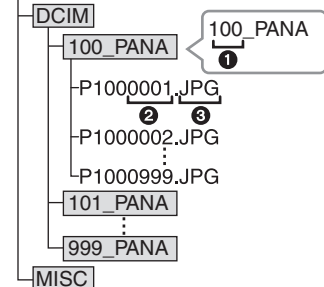 DCIM
100_PANA
100_PANA
❶
P1000001.JPG
❷ ❸
P1000002.JPG
P1000999.JPG
101_PANA
999_PANA
MISC